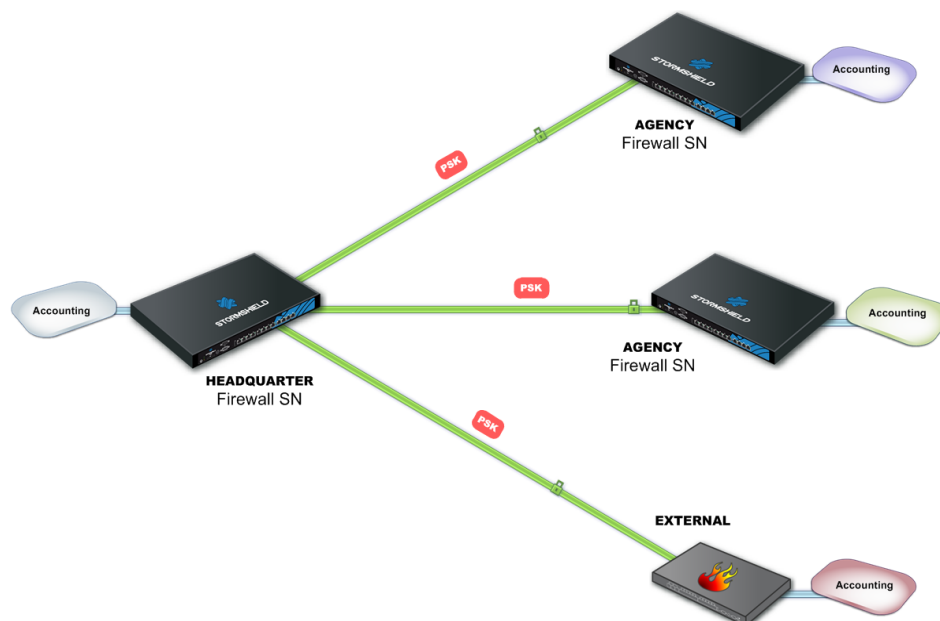 Accounting
STORMSHIELD
AGENCY
Firewall SN
PSK
Accounting
STORMSHIELD
HEADQUARTER
Firewall SN
PSK
STORMSHIELD
Accounting
AGENCY
Firewall SN
PSK
EXTERNAL
Accounting